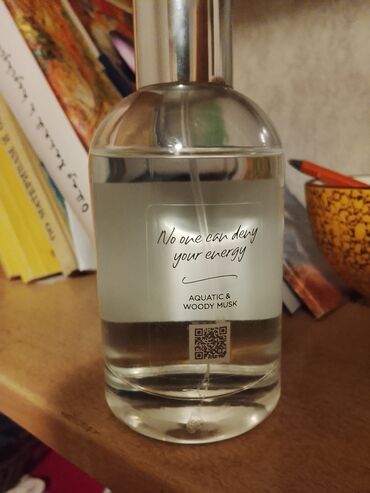 No one can deny
your energy
AQUATIC &
WOODY MUSK